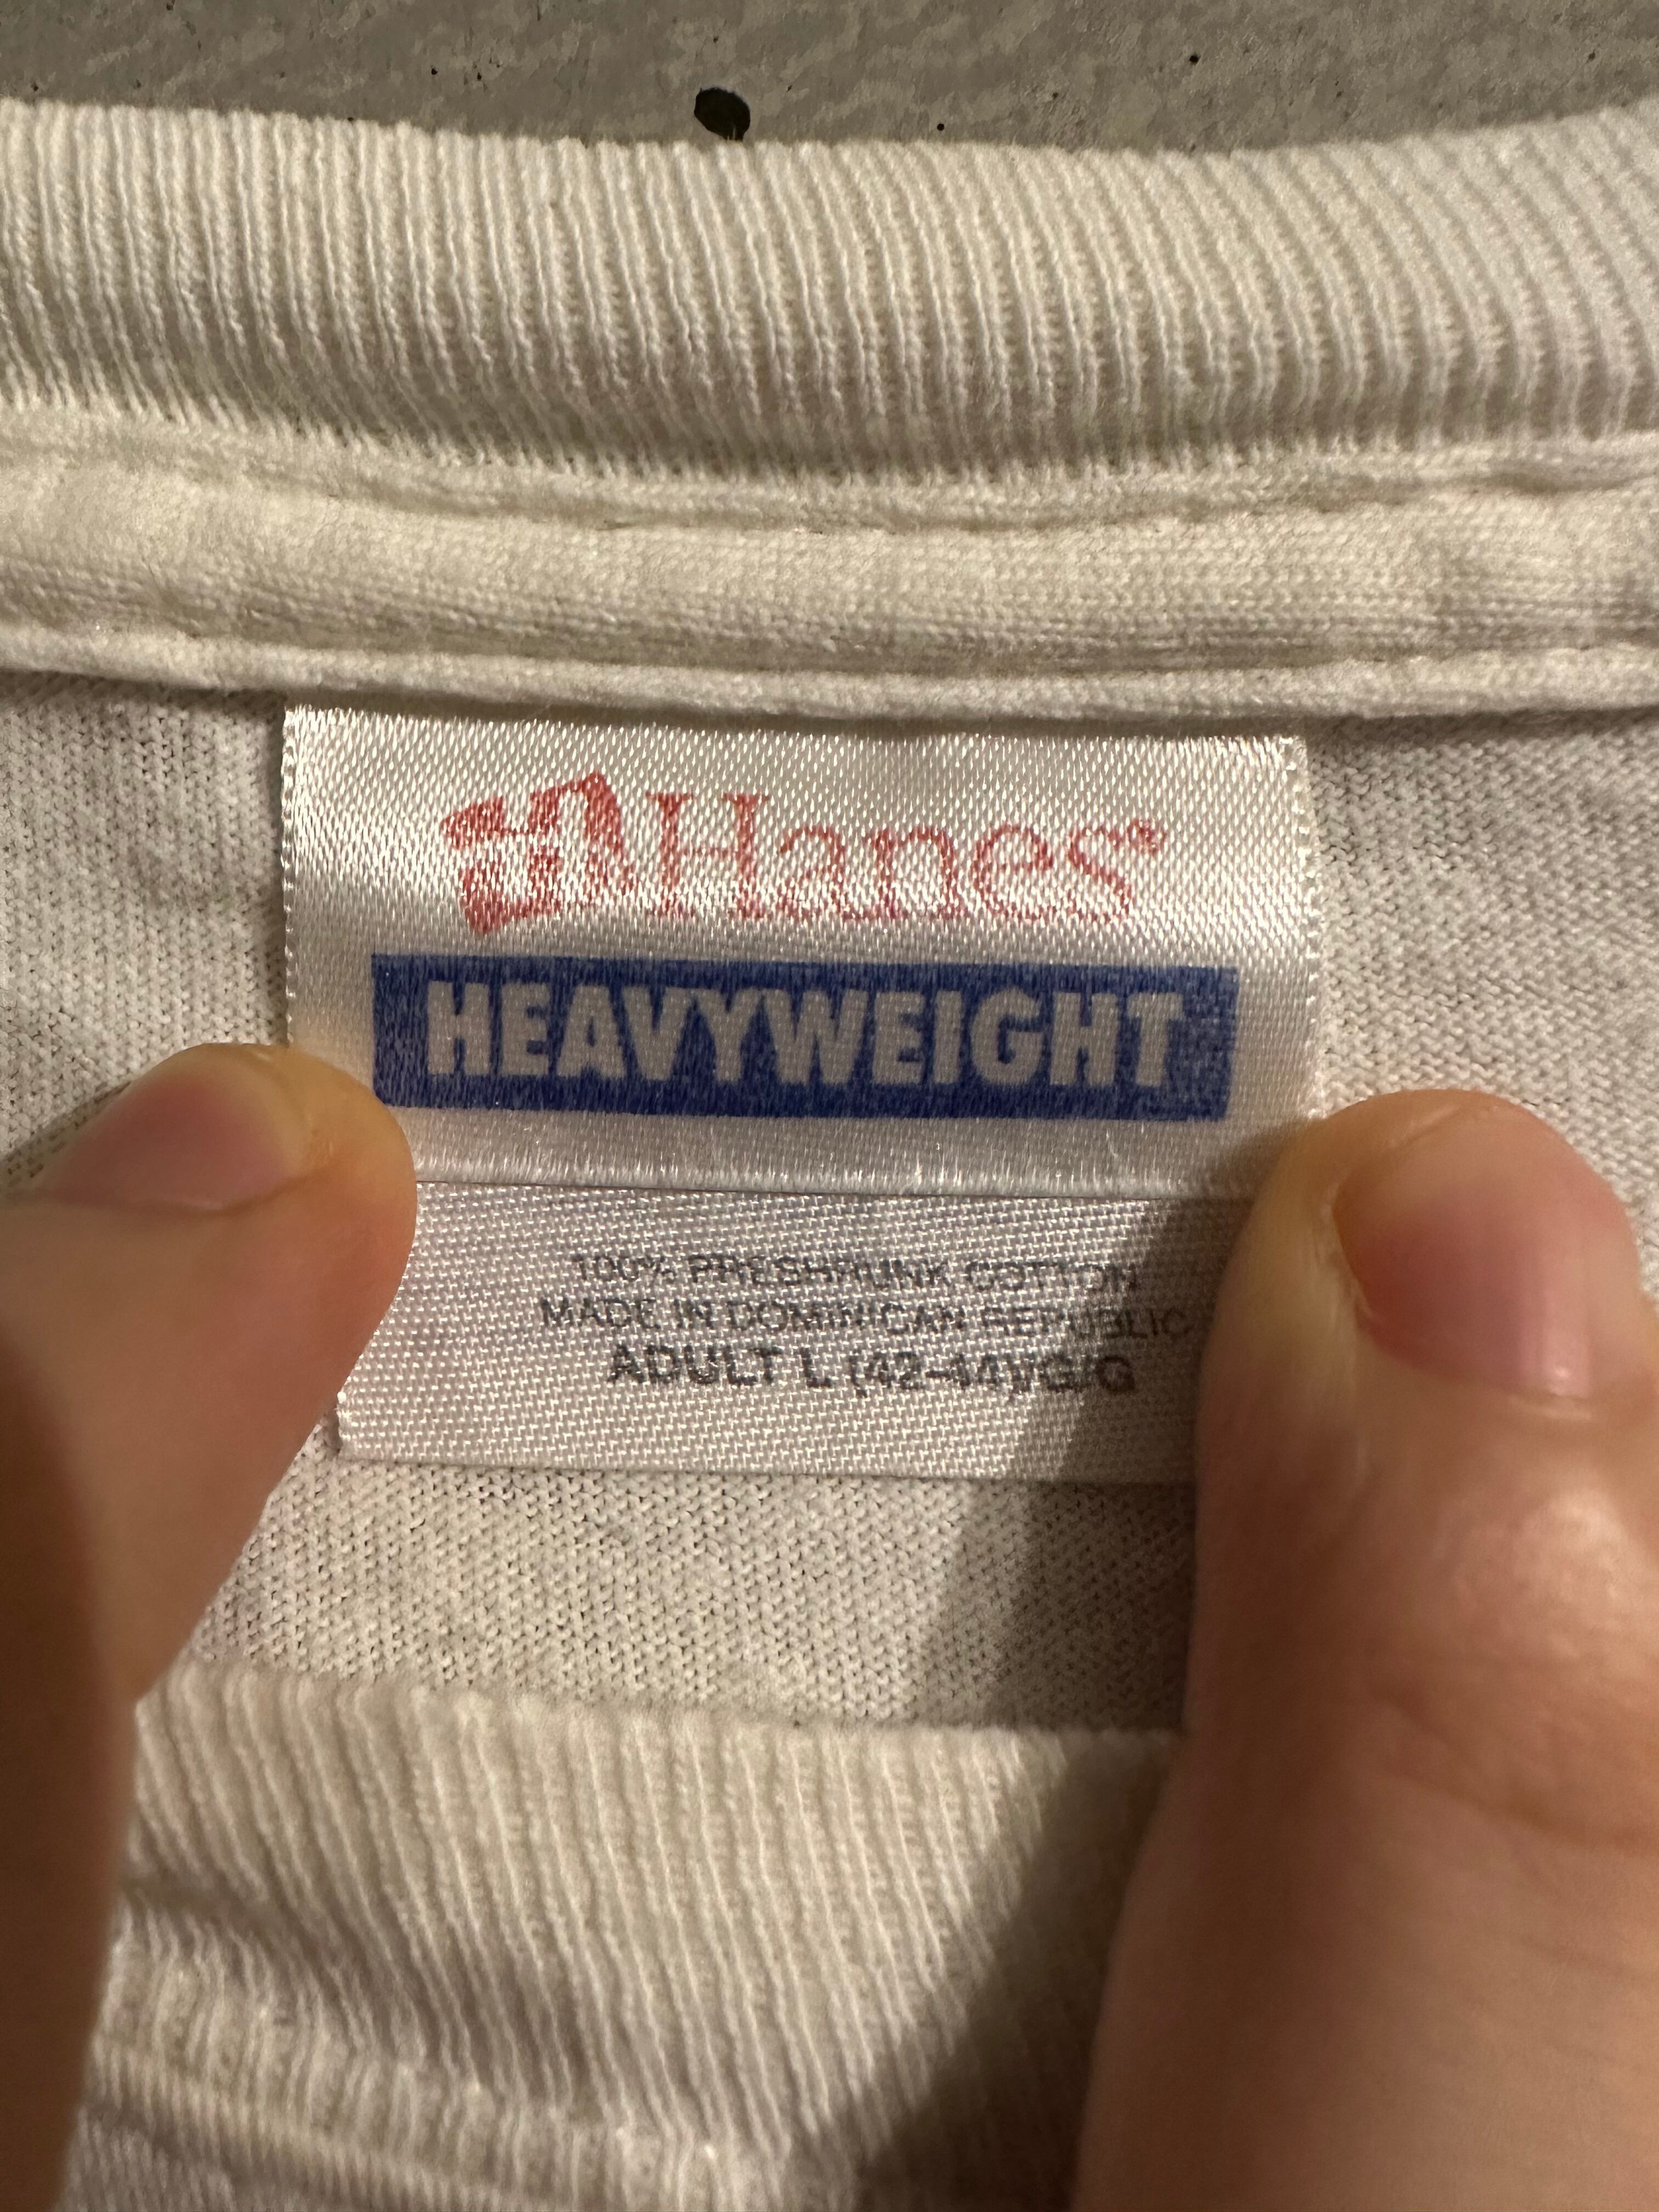 Hanes®
HEAVYWEIGHT
100% PRESHRUNK COTTON
MADE IN DOMINICAN REPUBLIC
ADULT L (42-44)/G/G